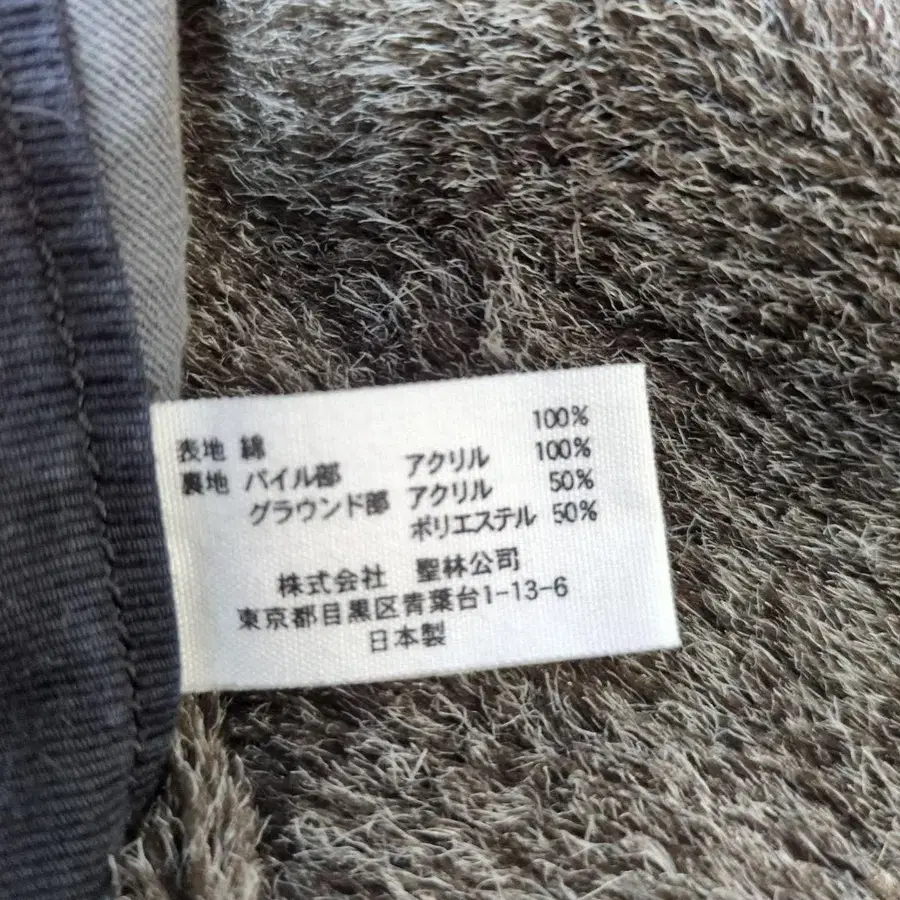 表地 綿 100%
裏地 パイル部 アクリル 100%
グラウンド部 アクリル 50%
ポリエステル 50%
株式会社 聖林公司
東京都目黒区青葉台1-13-6
日本製